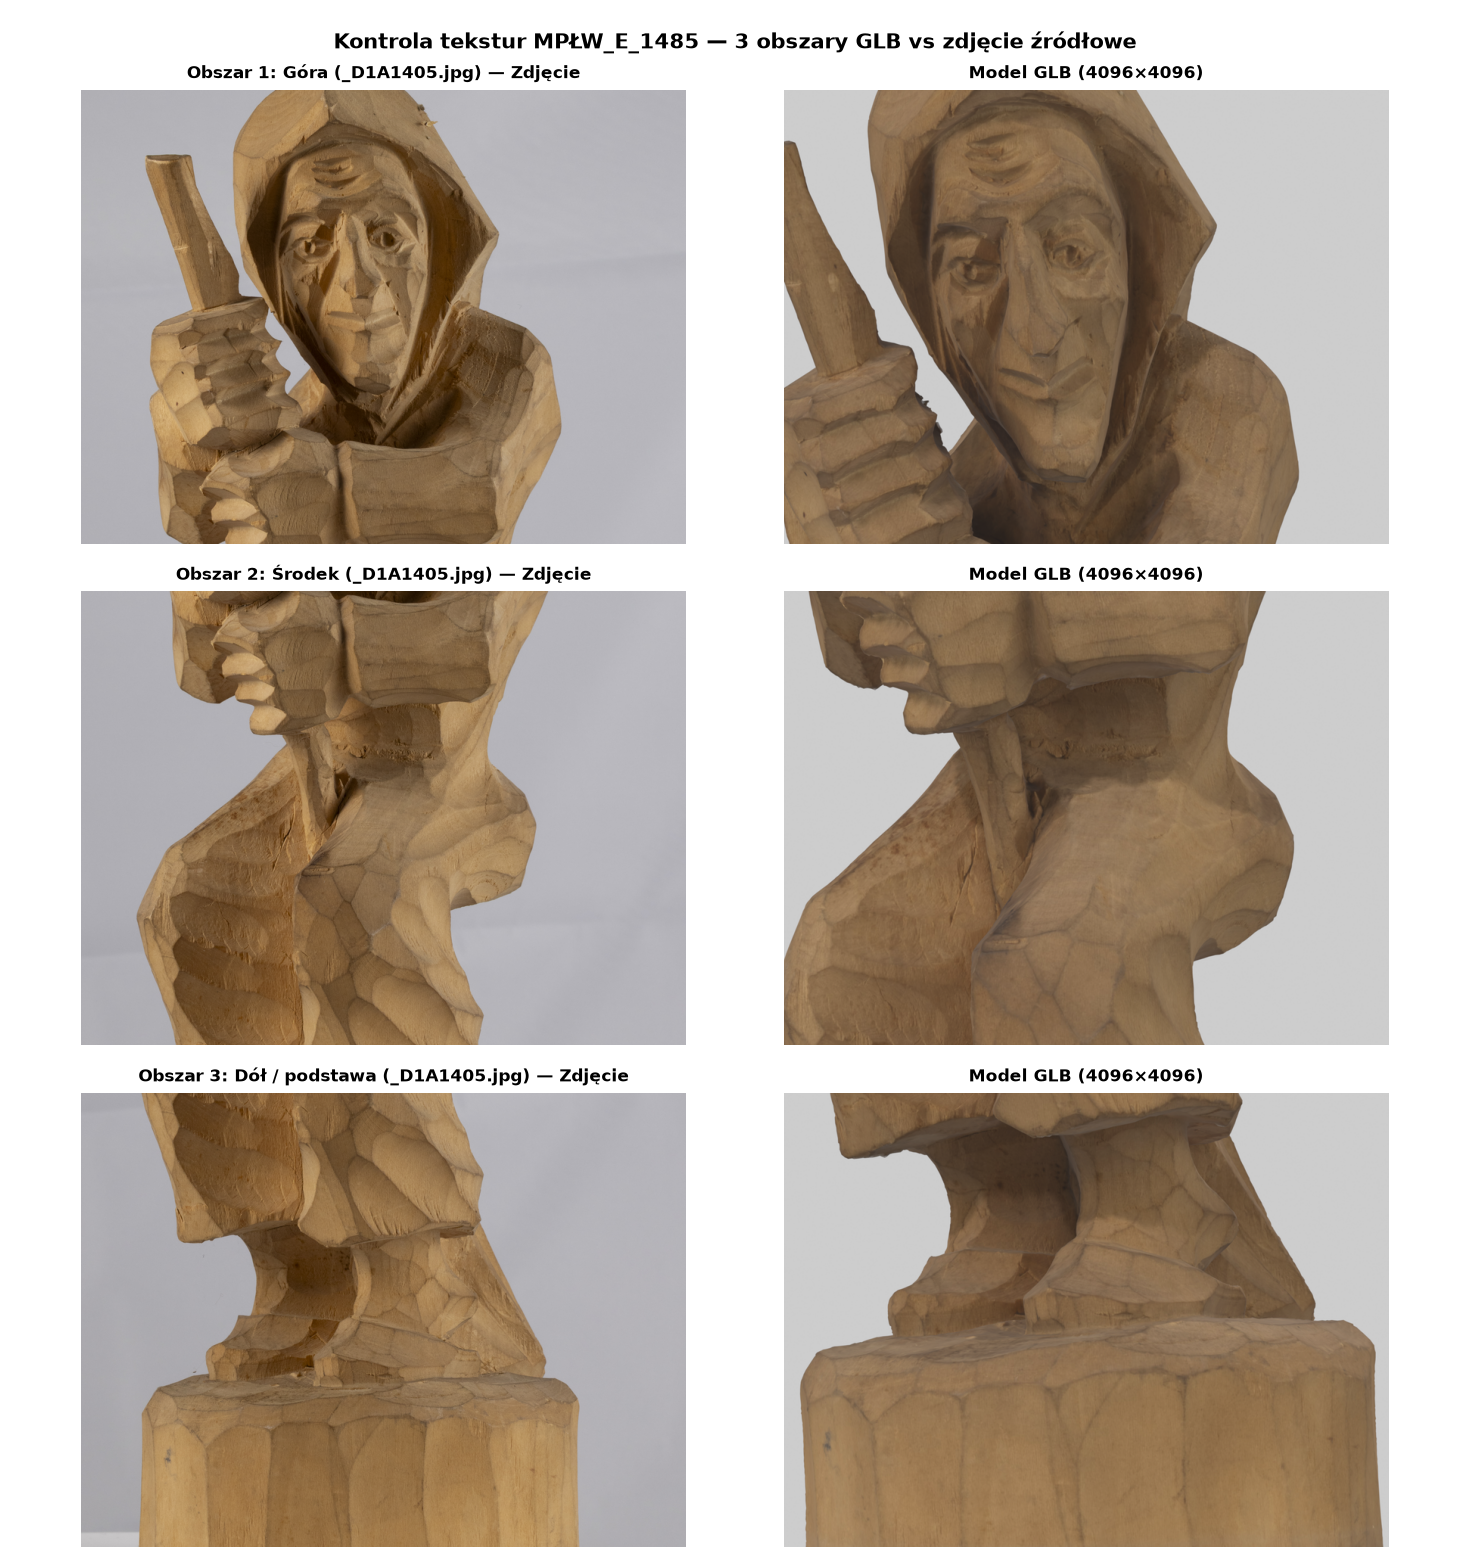 Kontrola tekstur MPŁW_E_1485 — 3 obszary GLB vs zdjęcie źródłowe
Obszar 1: Góra (_D1A1405.jpg) — Zdjęcie
Model GLB (4096×4096)
Obszar 2: Środek (_D1A1405.jpg) — Zdjęcie
Model GLB (4096×4096)
Obszar 3: Dół / podstawa (_D1A1405.jpg) — Zdjęcie
Model GLB (4096×4096)